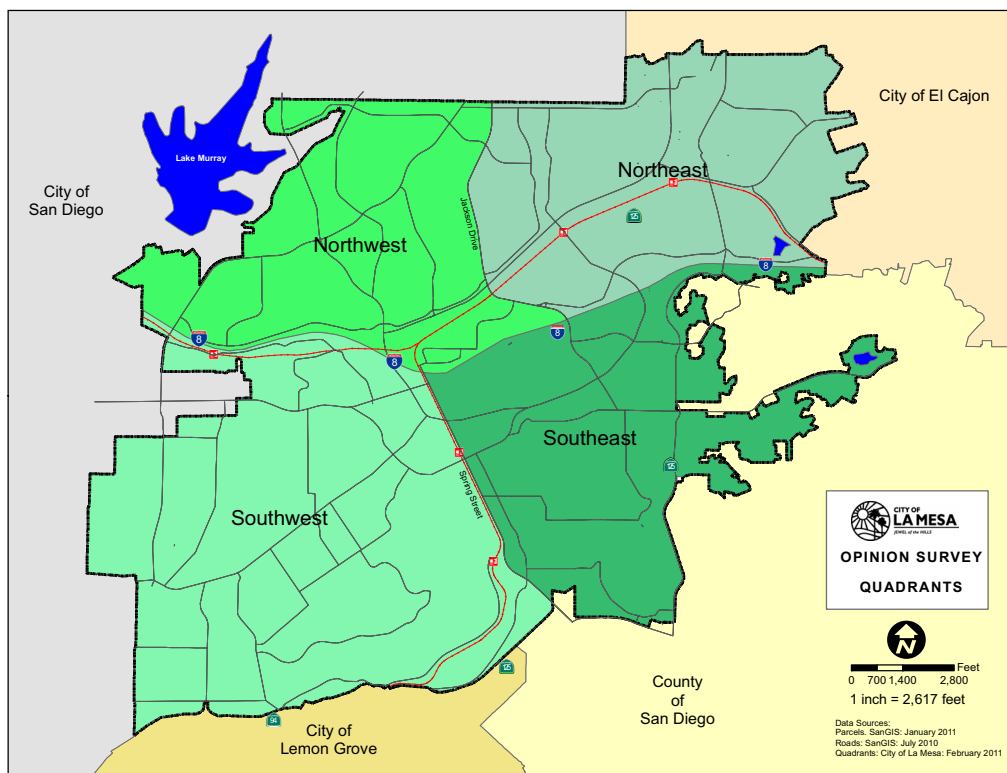 City of El Cajon
Lake Murray
Northeast
City of
San Diego
125
Jackson Drive
Northwest
8
8
8
8
Southeast
125
Spring Street
Southwest
CITY OF
LA MESA
JEWEL of the HILLS
OPINION SURVEY
QUADRANTS
N
Feet
0 700 1,400 2,800
1 inch = 2,617 feet
125
County
of
San Diego
94
City of
Lemon Grove
Data Sources:
Parcels. SanGIS: January 2011
Roads: SanGIS: July 2010
Quadrants: City of La Mesa: February 2011